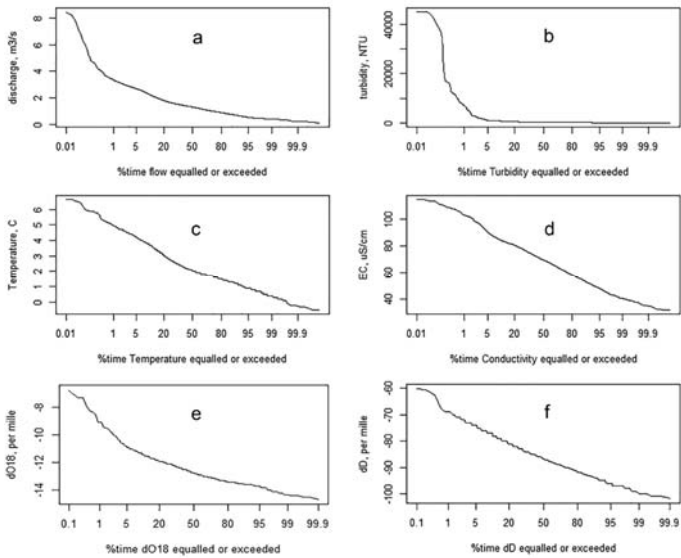 a
discharge, m3/s
0 2 4 6 8
0.01 1 5 20 50 80 95 99 99.9
%time flow equalled or exceeded
b
turbidity, NTU
0 20000 40000
0.01 1 5 20 50 80 95 99 99.9
%time Turbidity equalled or exceeded
c
Temperature, C
0 1 2 3 4 5 6
0.01 1 5 20 50 80 95 99 99.9
%time Temperature equalled or exceeded
d
EC, uS/cm
40 60 80 100
0.01 1 5 20 50 80 95 99 99.9
%time Conductivity equalled or exceeded
e
dO18, per mille
-14 -12 -10 -8
0.1 1 5 20 50 80 95 99 99.9
%time dO18 equalled or exceeded
f
dD, per mille
-100 -90 -80 -70 -60
0.1 1 5 20 50 80 95 99 99.9
%time dD equalled or exceeded